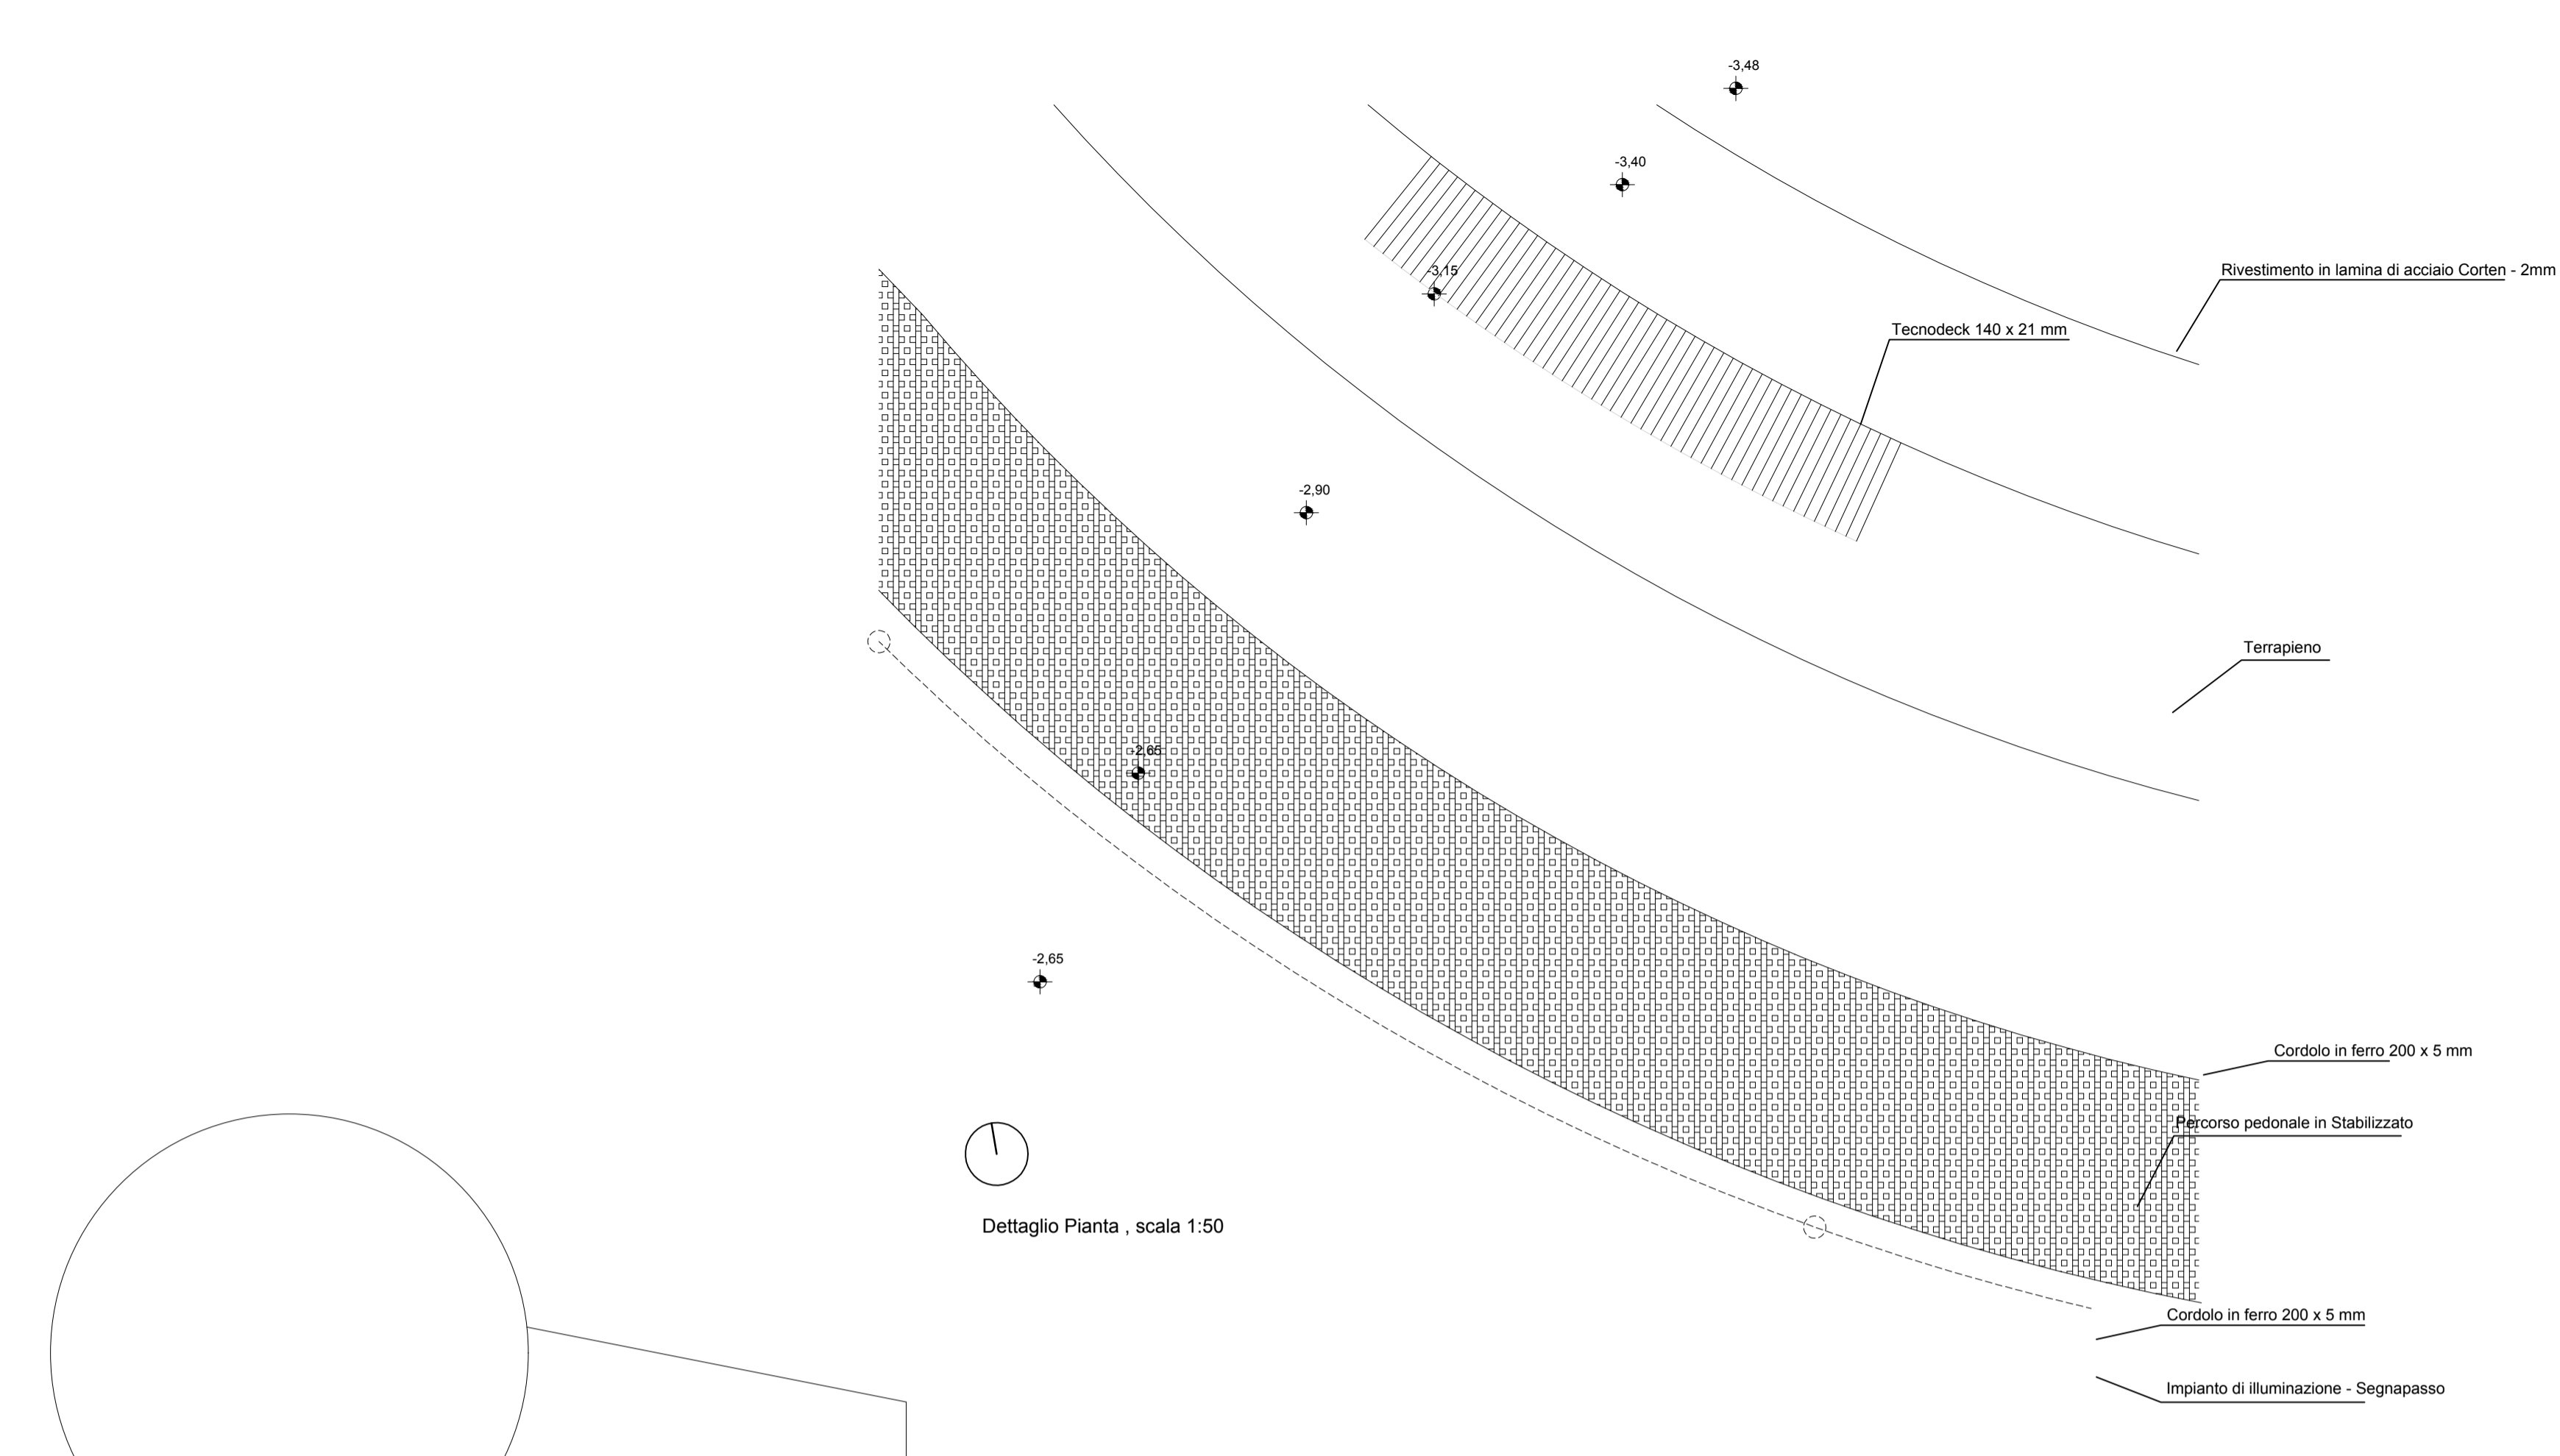 -3,48
-3,40
-3,15
Rivestimento in lamina di acciaio Corten - 2mm
Tecnodeck 140 x 21 mm
-2,90
Terrapieno
-2,65
-2,65
Cordolo in ferro 200 x 5 mm
Percorso pedonale in Stabilizzato
Dettaglio Pianta , scala 1:50
Cordolo in ferro 200 x 5 mm
Impianto di illuminazione - Segnapasso